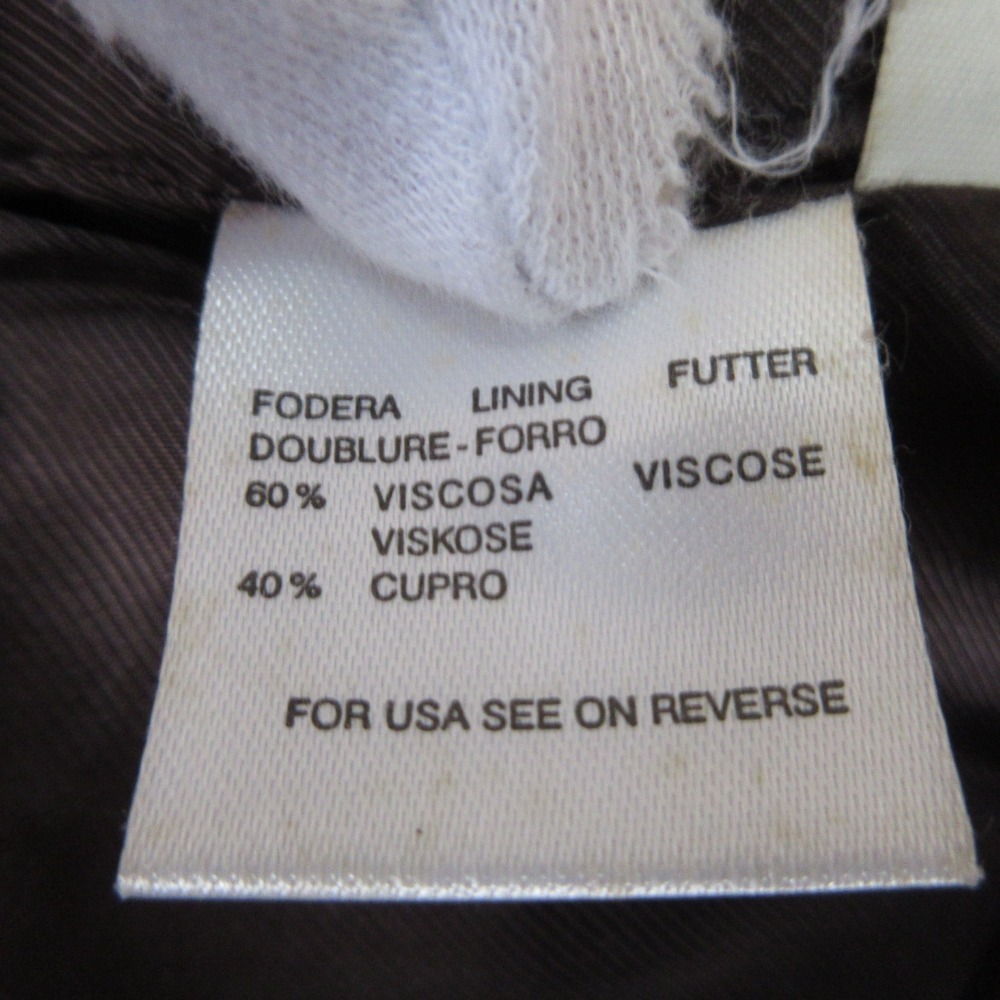 FODERA LINING FUTTER
DOUBLURE-FORRO
60% VISCOSA VISCOSE
VISKOSE
40% CUPRO
FOR USA SEE ON REVERSE